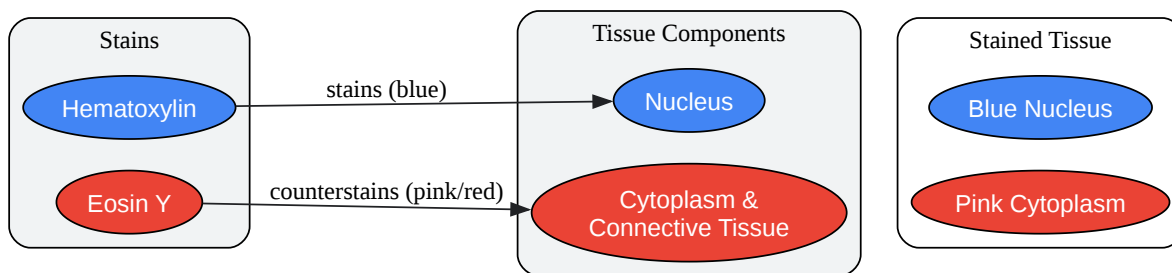 Stains
Hematoxylin
Eosin Y
stains (blue)
counterstains (pink/red)
Tissue Components
Nucleus
Cytoplasm &
Connective Tissue
Stained Tissue
Blue Nucleus
Pink Cytoplasm